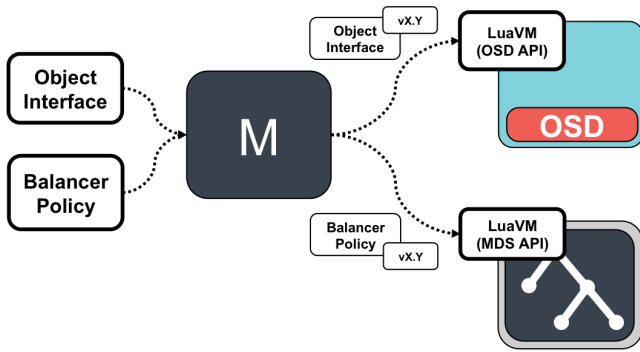 Object
Interface
Balancer
Policy
M
Object
Interface
vX.Y
LuaVM
(OSD API)
OSD
Balancer
Policy
vX.Y
LuaVM
(MDS API)